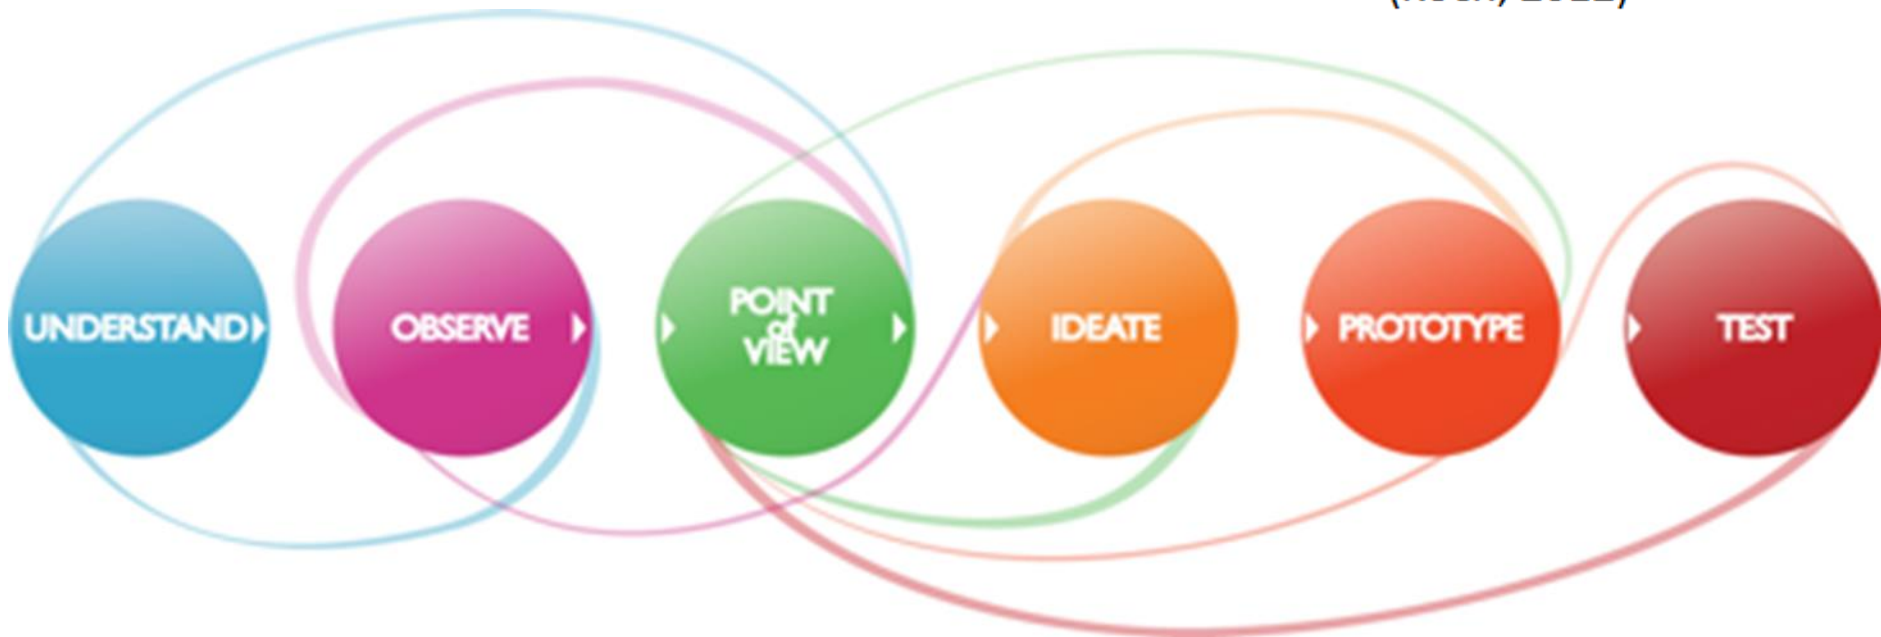 UNDERSTAND
OBSERVE
POINT
of
VIEW
IDEATE
PROTOTYPE
TEST